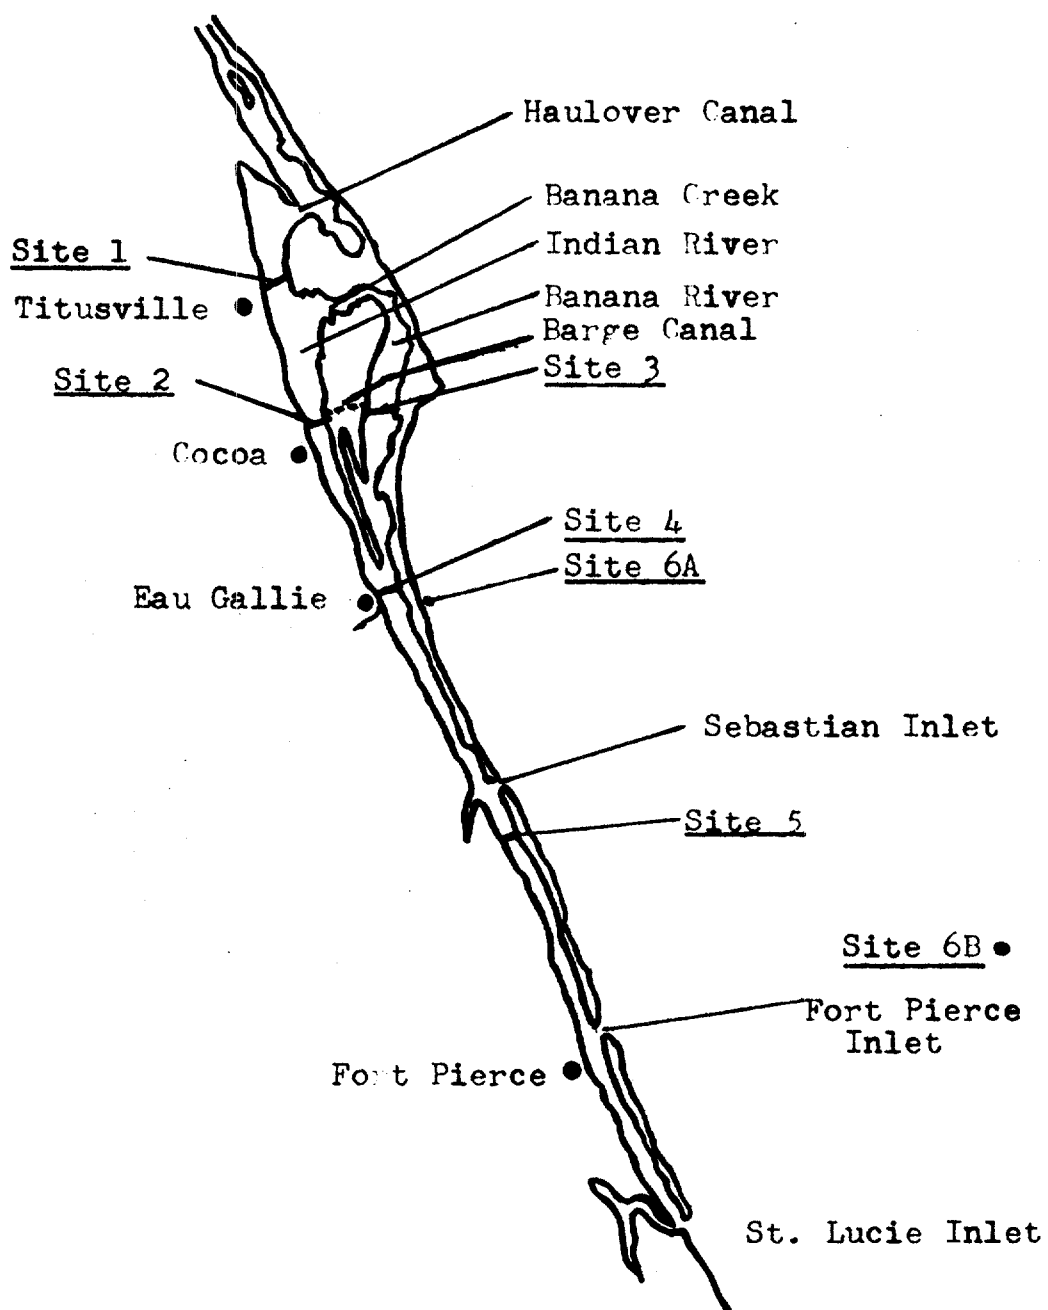 Haulover Canal
Banana Creek
Site 1
Indian River
Titusville
Banana River
Barge Canal
Site 3
Site 2
Cocoa
Site 4
Site 6A
Eau Gallie
Sebastian Inlet
Site 5
Site 6B
Fort Pierce
Inlet
Fort Pierce
St. Lucie Inlet